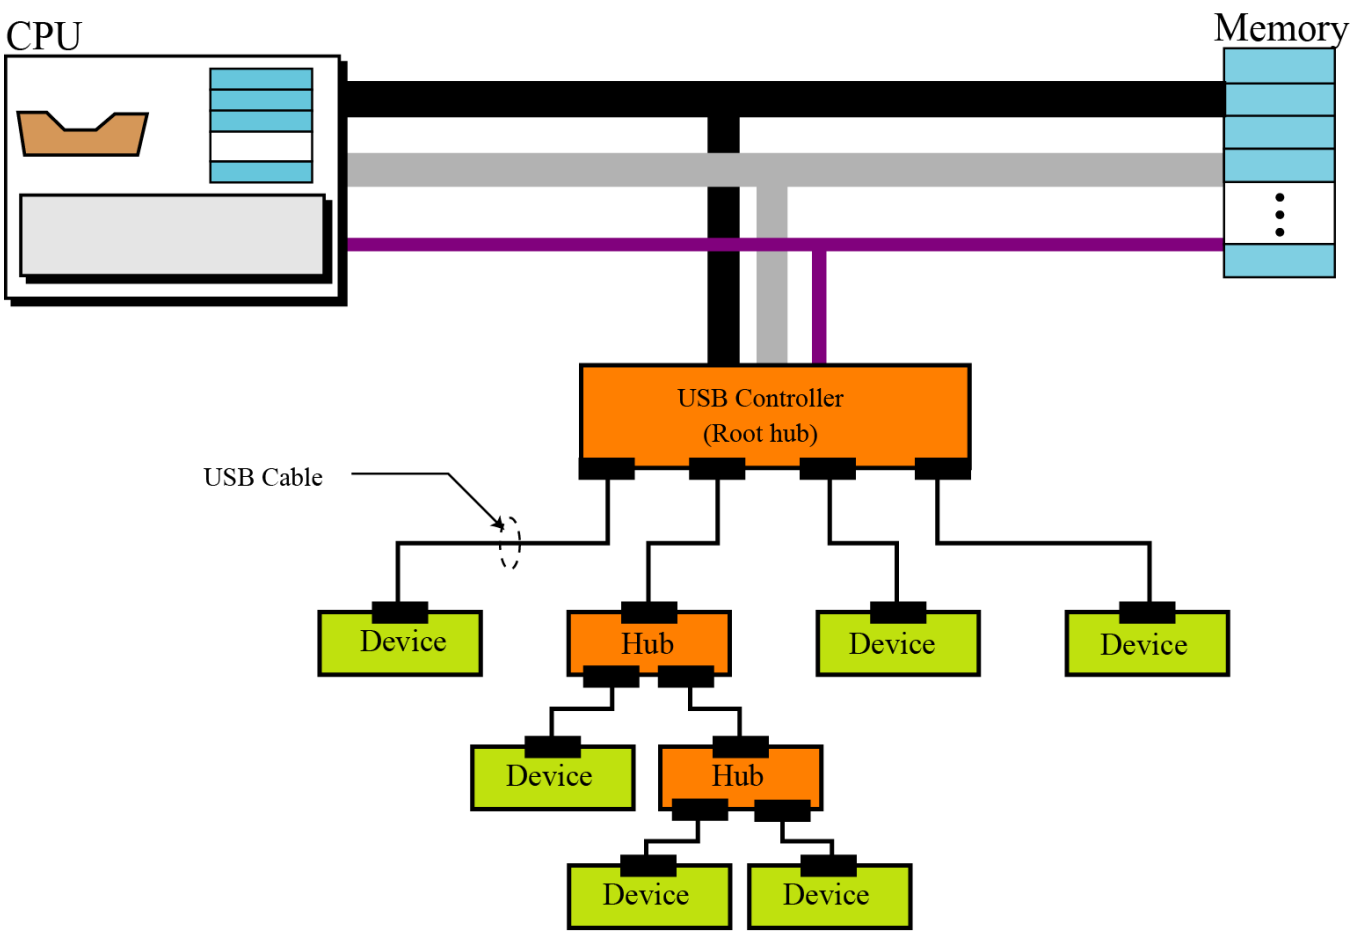 CPU
Memory
USB Controller
(Root hub)
USB Cable
Device
Hub
Device
Device
Device
Hub
Device
Device